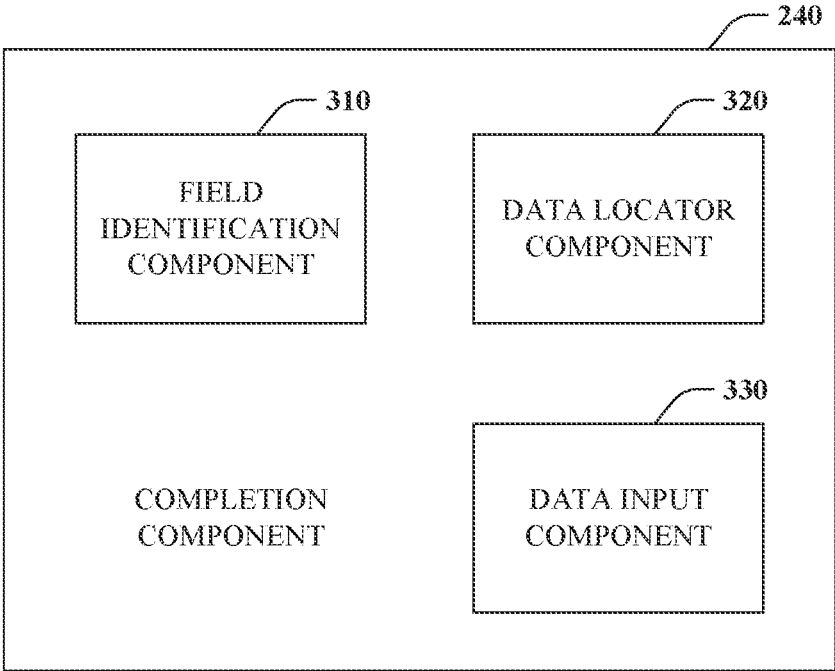 240
310
320
FIELD
IDENTIFICATION
COMPONENT
DATA LOCATOR
COMPONENT
330
COMPLETION
COMPONENT
DATA INPUT
COMPONENT